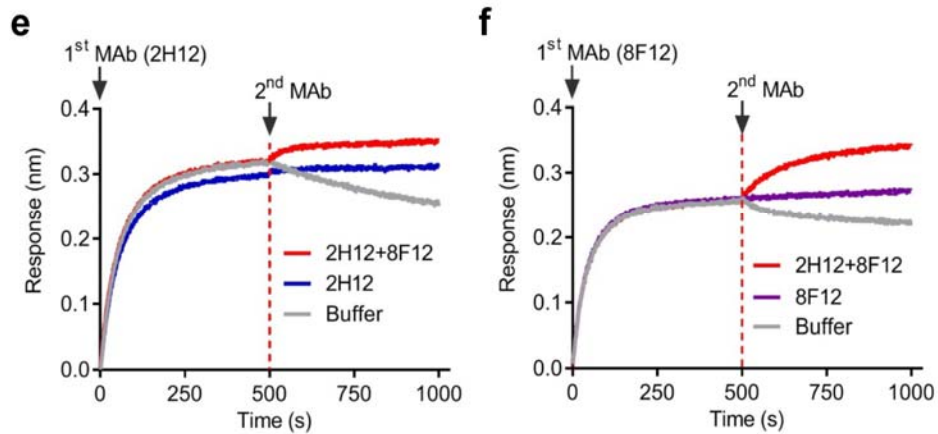 e
1st MAb (2H12)
2nd MAb
0.4
0.3
0.2
0.1
0.0
Response (nm)
2H12+8F12
2H12
Buffer
0 250 500 750 1000
Time (s)
f
1st MAb (8F12)
2nd MAb
0.4
0.3
0.2
0.1
0.0
Response (nm)
2H12+8F12
8F12
Buffer
0 250 500 750 1000
Time (s)